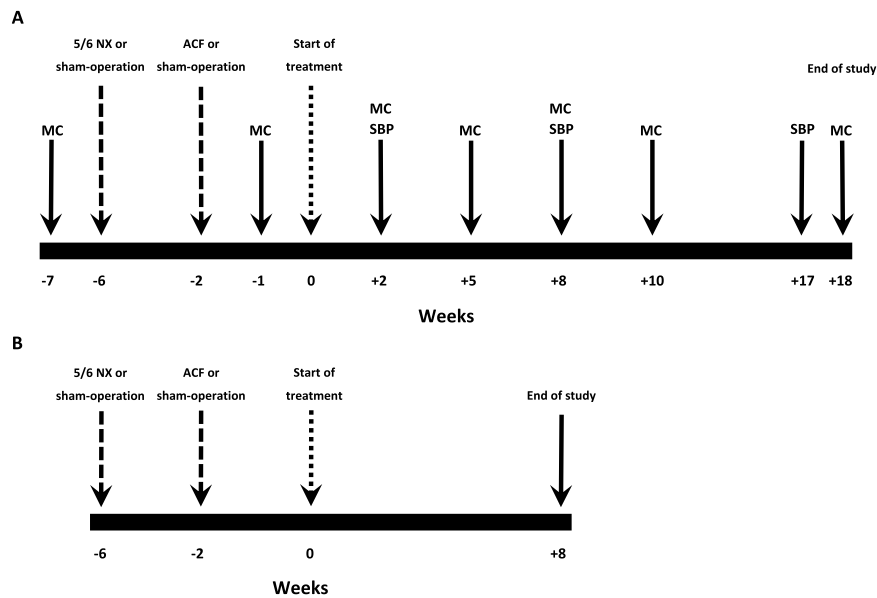 A
5/6 NX or
sham-operation
ACF or
sham-operation
Start of
treatment
End of study
MC
MC
MC
SBP
MC
MC
SBP
MC
SBP
MC
-7 -6 -2 -1 0 +2 +5 +8 +10 +17 +18
Weeks
B
5/6 NX or
sham-operation
ACF or
sham-operation
Start of
treatment
End of study
-6 -2 0 +8
Weeks